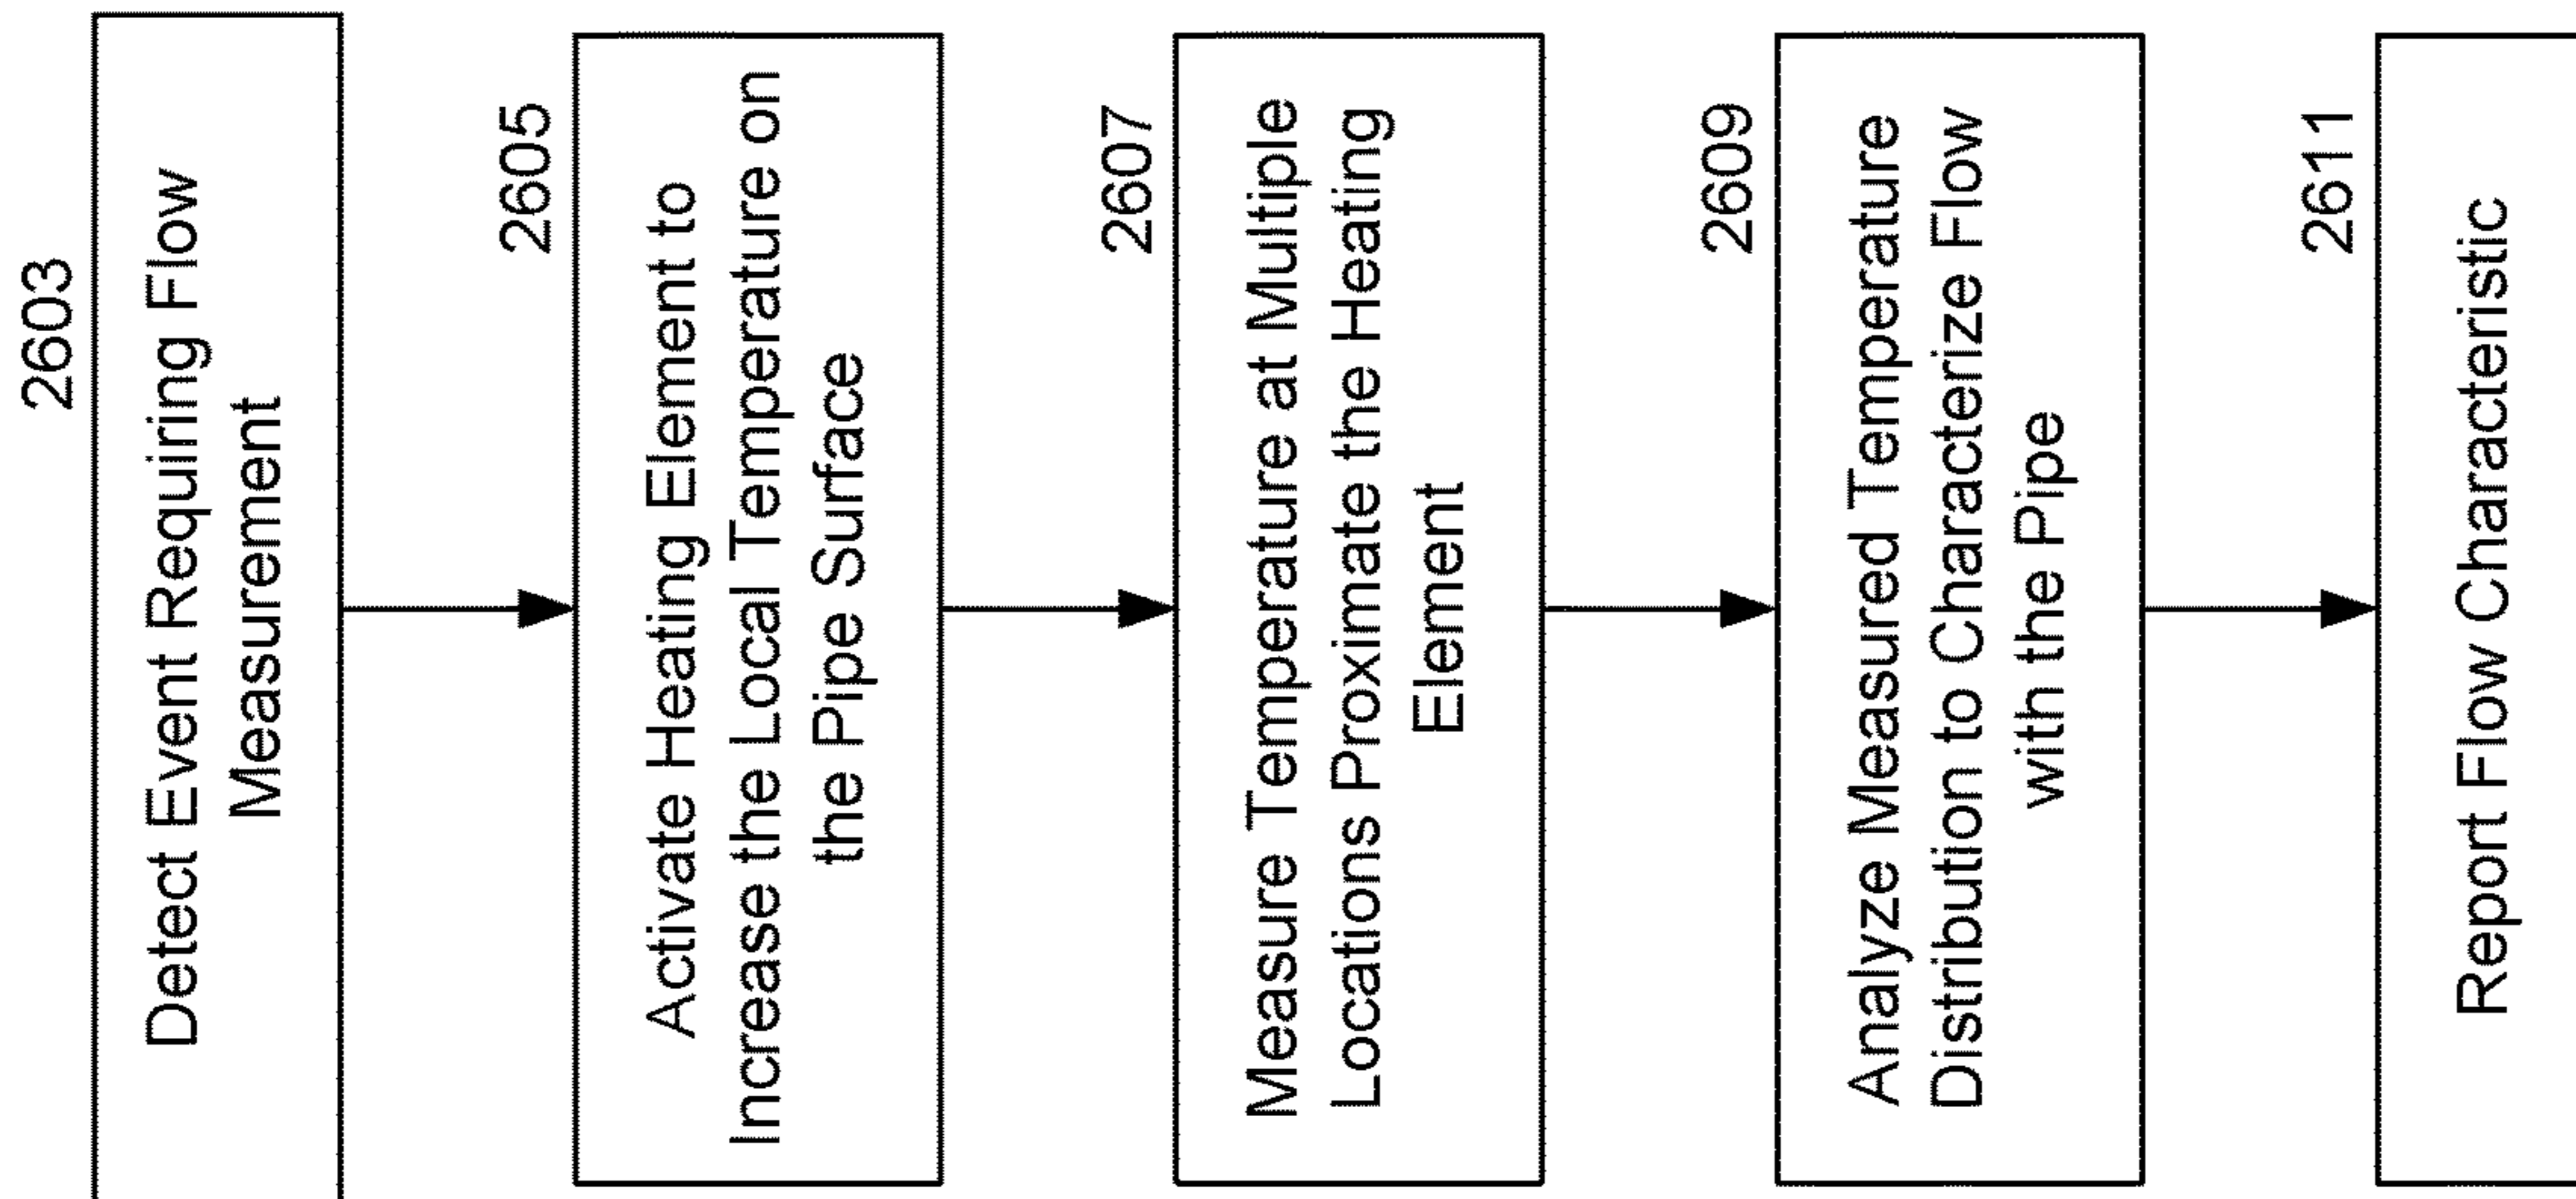 2603
Detect Event Requiring Flow
Measurement
2605
Activate Heating Element to
Increase the Local Temperature on
the Pipe Surface
2607
Measure Temperature at Multiple
Locations Proximate the Heating
Element
2609
Analyze Measured Temperature
Distribution to Characterize Flow
with the Pipe
2611
Report Flow Characteristic